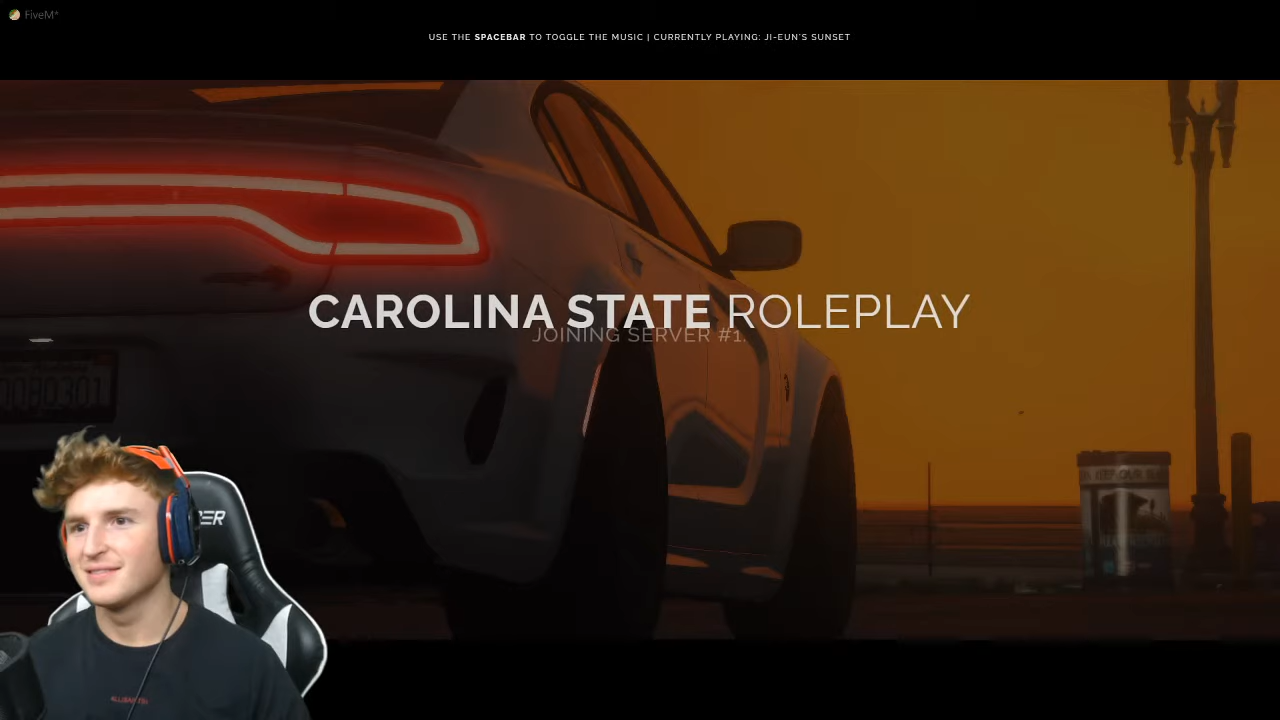 FiveM*
USE THE SPACEBAR TO TOGGLE THE MUSIC | CURRENTLY PLAYING: JI-EUN'S SUNSET
CAROLINA STATE ROLEPLAY
JOINING SERVER #1.